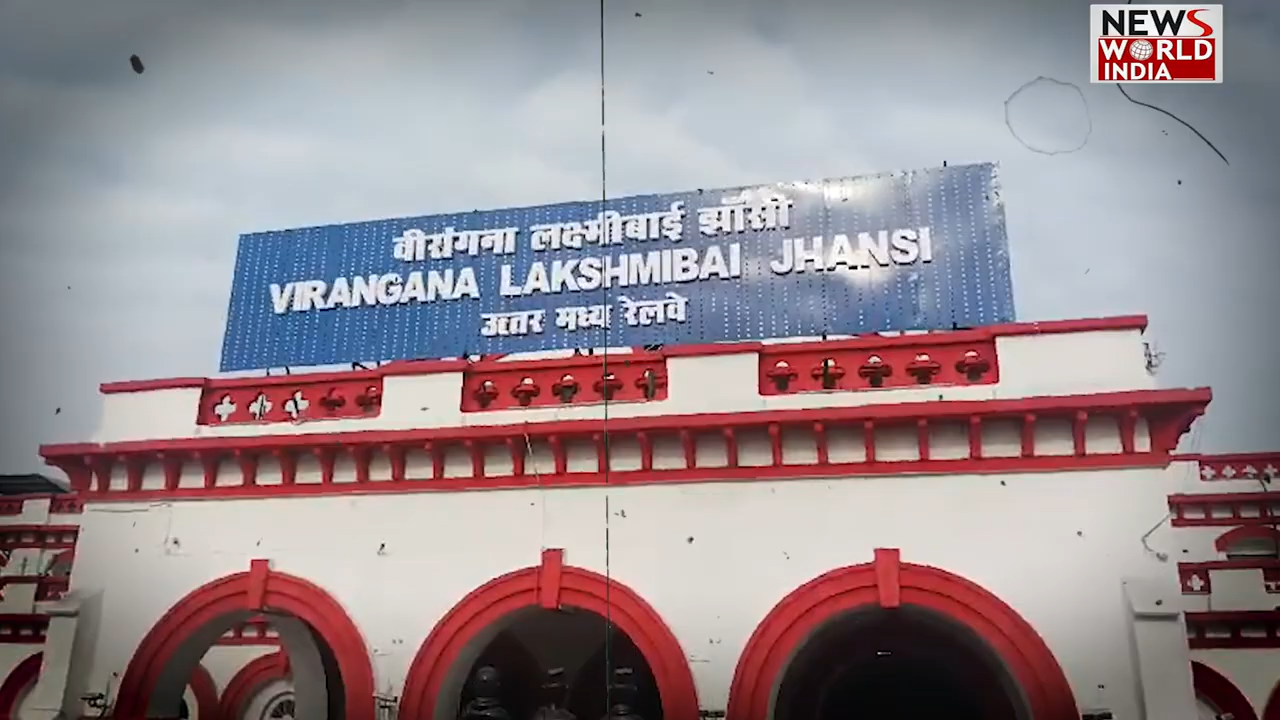 NEWS
WORLD
INDIA
वीरांगना लक्ष्मीबाई झाँसी
VIRANGANA LAKSHMIBAI JHANSI
उत्तर मध्य रेलवे